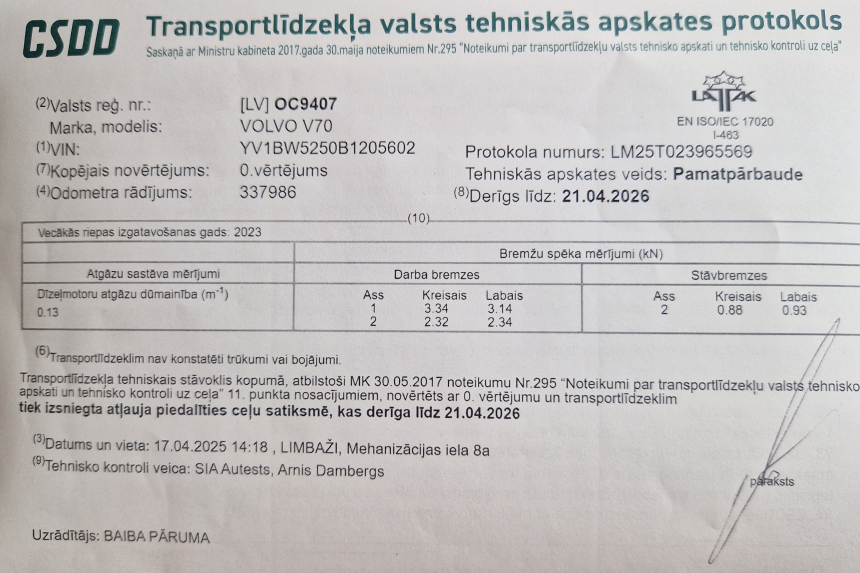 CSDD Transportlīdzekļa valsts tehniskās apskates protokols
Saskaņā ar Ministru kabineta 2017.gada 30.maija noteikumiem Nr.295 "Noteikumi par transportlīdzekļu valsts tehnisko apskati un tehnisko kontroli uz ceļa"
LATAK
EN ISO/IEC 17020
I-463
(2)Valsts reģ. nr.: [LV] OC9407
Marka, modelis: VOLVO V70
(1)VIN: YV1BW5250B1205602
(7)Kopējais novērtējums: 0.vērtējums
(4)Odometra rādījums: 337986
Protokola numurs: LM25T023965569
Tehniskās apskates veids: Pamatpārbaude
(8)Derīgs līdz: 21.04.2026
(10)
Vecākās riepas izgatavošanas gads: 2023
Bremžu spēka mērījumi (kN)
Atgāzu sastāva mērījumi Darba bremzes Stāvbremzes
Dīzeļmotoru atgāzu dūmainība (m⁻¹) Ass Kreisais Labais Ass Kreisais Labais
0.13 1 3.34 3.14 2 0.88 0.93
2 2.32 2.34
(6)Transportlīdzeklim nav konstatēti trūkumi vai bojājumi.
Transportlīdzekļa tehniskais stāvoklis kopumā, atbilstoši MK 30.05.2017 noteikumu Nr.295 "Noteikumi par transportlīdzekļu valsts tehnisko
apskati un tehnisko kontroli uz ceļa" 11. punkta nosacījumiem, novērtēts ar 0. vērtējumu un transportlīdzeklim
tiek izsniegta atļauja piedalīties ceļu satiksmē, kas derīga līdz 21.04.2026
(3)Datums un vieta: 17.04.2025 14:18 , LIMBAŽI, Mehanizācijas iela 8a
(9)Tehnisko kontroli veica: SIA Autests, Arnis Dambergs
paraksts
Uzrādītājs: BAIBA PĀRUMA